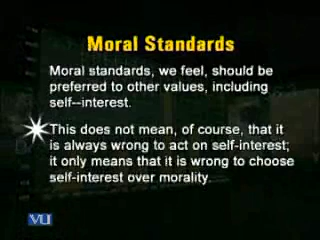 Moral Standards
Moral standards, we feel, should be
preferred to other values, including
self--interest.
This does not mean, of course, that it
is always wrong to act on self-interest;
it only means that it is wrong to choose
self-interest over morality.
VU